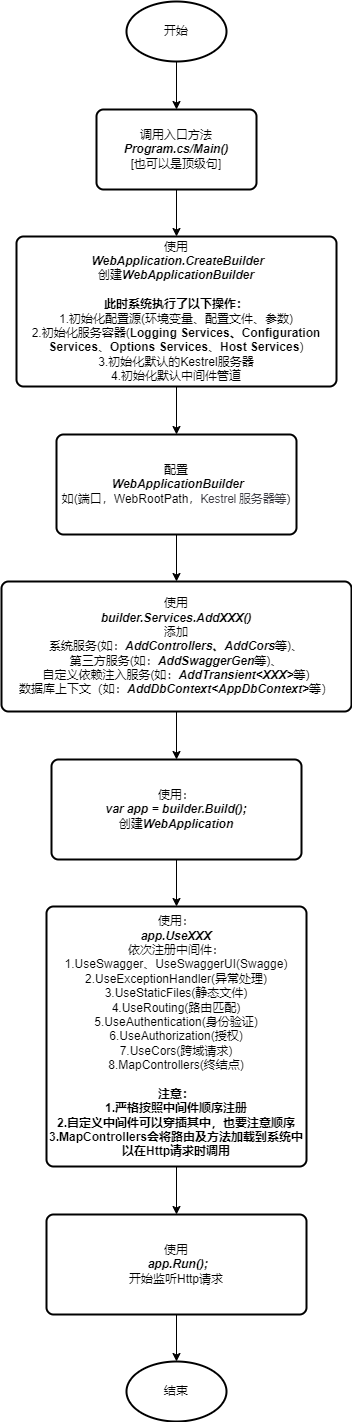 开始
调用入口方法
Program.cs/Main()
[也可以是顶级句]
使用
WebApplication.CreateBuilder
创建WebApplicationBuilder
此时系统执行了以下操作：
1.初始化配置源(环境变量、配置文件、参数)
2.初始化服务容器(Logging Services、Configuration
Services、Options Services、Host Services)
3.初始化默认的Kestrel服务器
4.初始化默认中间件管道
配置
WebApplicationBuilder
如(端口，WebRootPath，Kestrel 服务器等)
使用
builder.Services.AddXXX()
添加
系统服务(如：AddControllers、AddCors等)、
第三方服务(如：AddSwaggerGen等)、
自定义依赖注入服务(如：AddTransient<XXX>等)
数据库上下文（如：AddDbContext<AppDbContext>等）
使用：
var app = builder.Build();
创建WebApplication
使用：
app.UseXXX
依次注册中间件：
1.UseSwagger、UseSwaggerUI(Swagge)
2.UseExceptionHandler(异常处理)
3.UseStaticFiles(静态文件)
4.UseRouting(路由匹配)
5.UseAuthentication(身份验证)
6.UseAuthorization(授权)
7.UseCors(跨域请求)
8.MapControllers(终结点)
注意：
1.严格按照中间件顺序注册
2.自定义中间件可以穿插其中，也要注意顺序
3.MapControllers会将路由及方法加载到系统中
以在Http请求时调用
使用
app.Run();
开始监听Http请求
结束